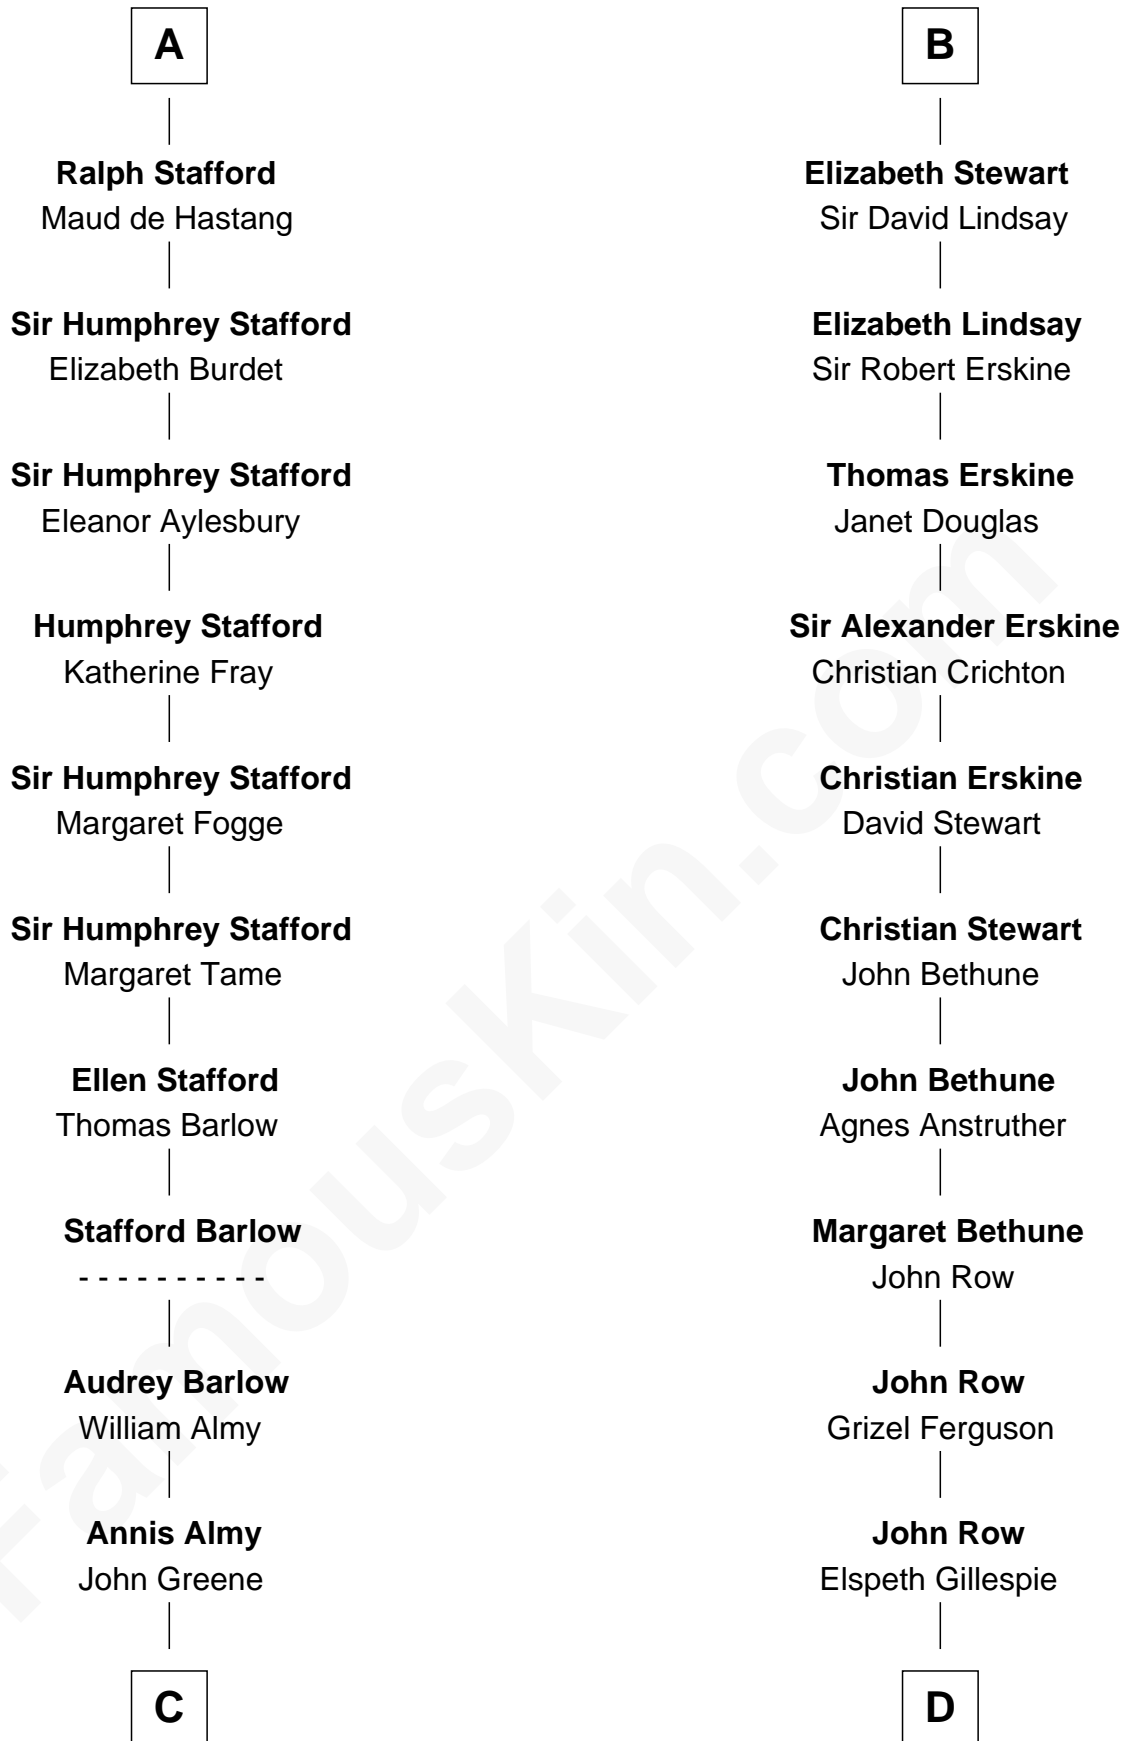 A
Ralph Stafford
Maud de Hastang
Sir Humphrey Stafford
Elizabeth Burdet
Sir Humphrey Stafford
Eleanor Aylesbury
Humphrey Stafford
Katherine Fray
Sir Humphrey Stafford
Margaret Fogge
Sir Humphrey Stafford
Margaret Tame
Ellen Stafford
Thomas Barlow
Stafford Barlow
- - - - - - - - - -
Audrey Barlow
William Almy
Annis Almy
John Greene
C
B
Elizabeth Stewart
Sir David Lindsay
Elizabeth Lindsay
Sir Robert Erskine
Thomas Erskine
Janet Douglas
Sir Alexander Erskine
Christian Crichton
Christian Erskine
David Stewart
Christian Stewart
John Bethune
John Bethune
Agnes Anstruther
Margaret Bethune
John Row
John Row
Grizel Ferguson
John Row
Elspeth Gillespie
D
FamousKin.com